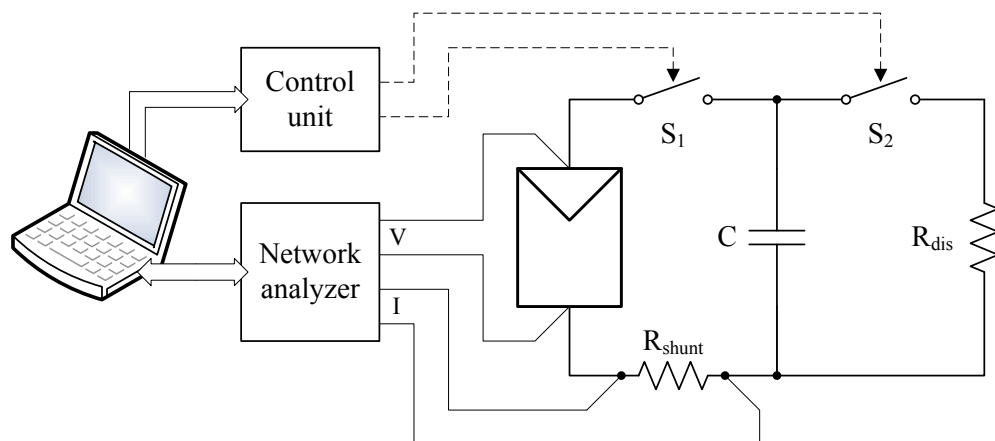 Control
unit
S1
S2
V
Network
analyzer
I
C
Rdis
Rshunt